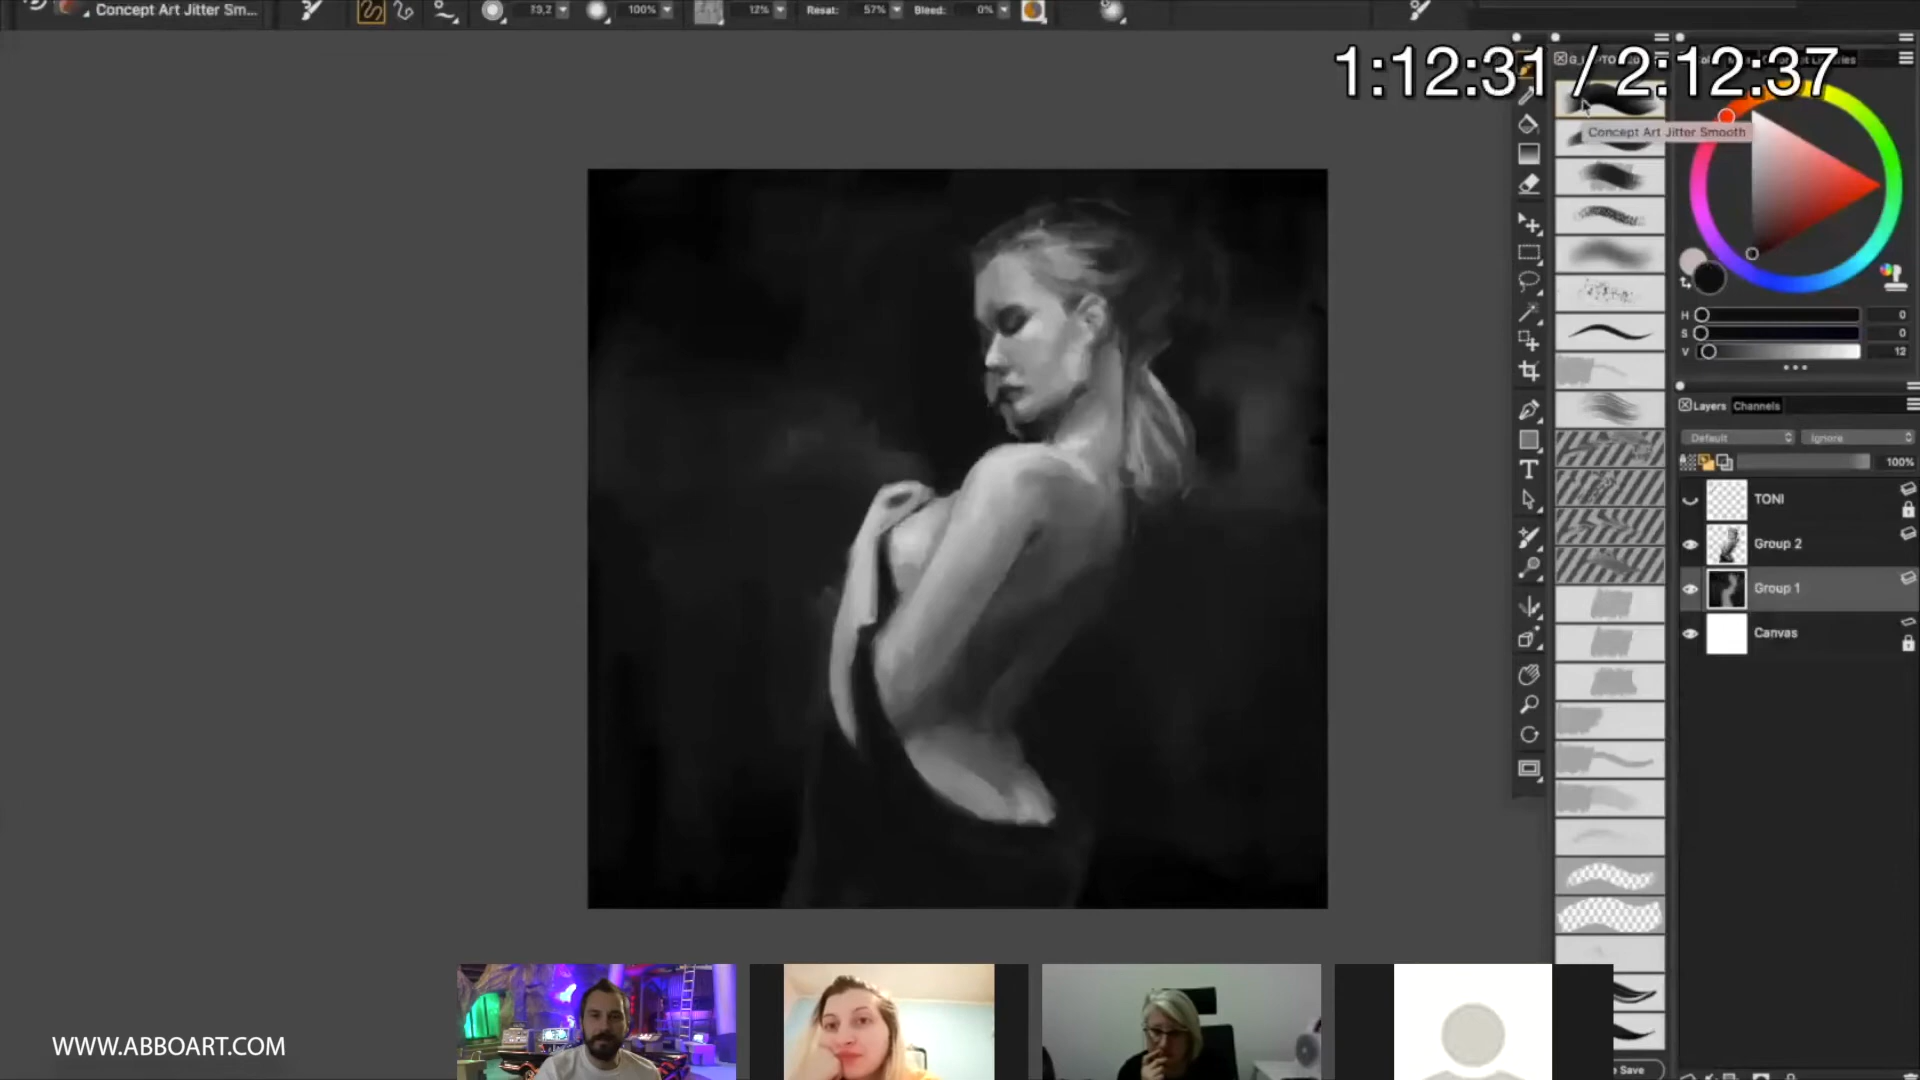 Concept Art Jitter Sm...
100%
12%
Resat: 57%
Bleed: 0%
1:12:31 / 2:12:37
Concept Art Jitter Smooth
H 0
S 0
V 12
Layers Channels
Default Ignore
100%
TONI
Group 2
Group 1
Canvas
Save
WWW.ABBOART.COM